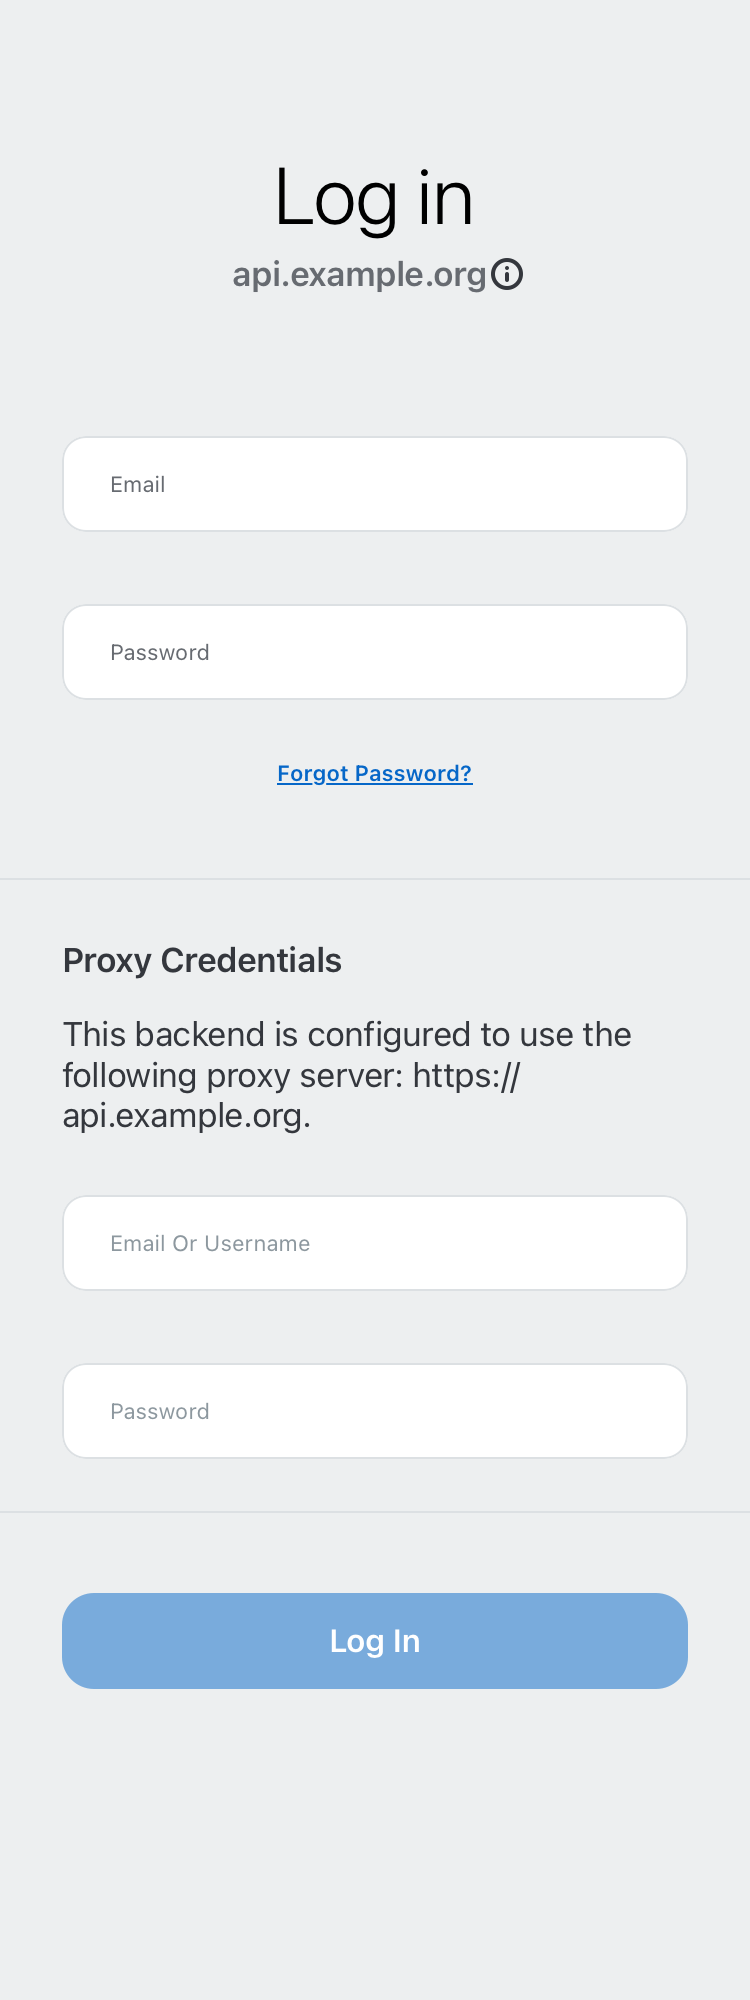 Log in
api.example.org
Email
Password
Forgot Password?
Proxy Credentials
This backend is configured to use the
following proxy server: https://
api.example.org.
Email Or Username
Password
Log In